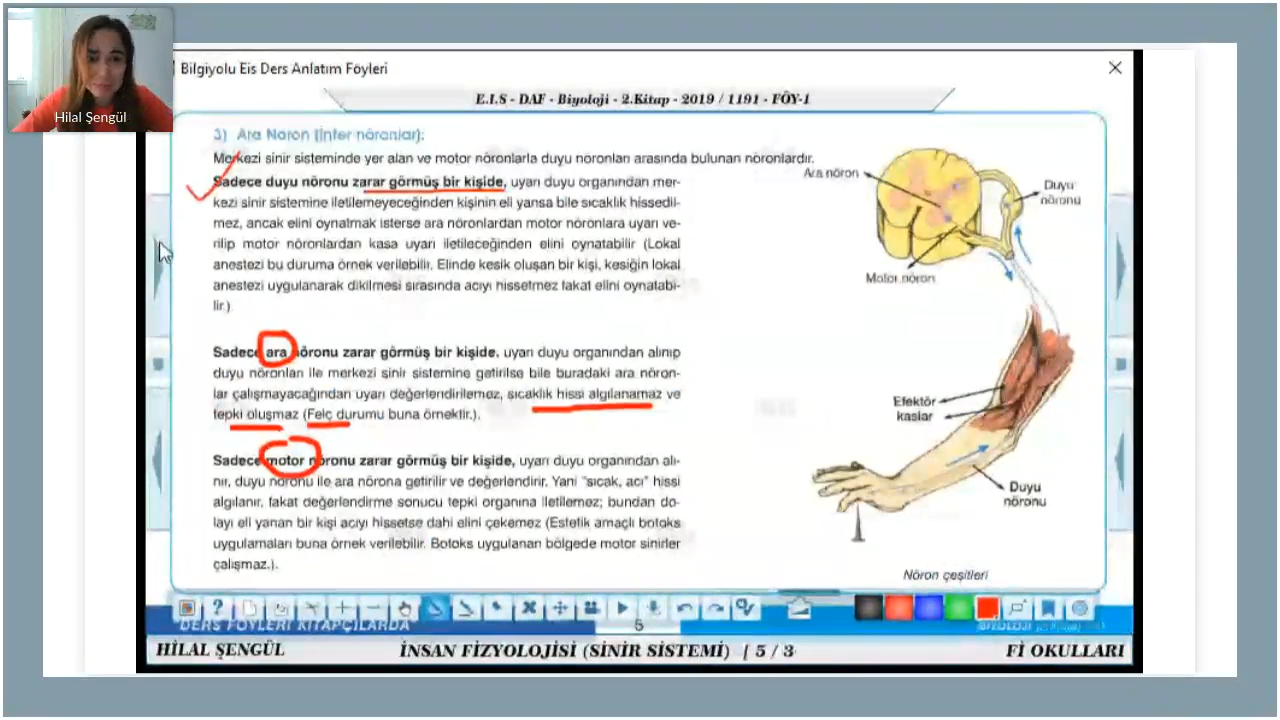 Bilgiyolu Eis Ders Anlatım Föyleri
Hilal Şengül
E.I.S - DAF - Biyoloji - 2.Kitap - 2019 / 1191 - FÖY-1
3) Ara Nöron (İnter nöronlar):
Merkezi sinir sisteminde yer alan ve motor nöronlarla duyu nöronları arasında bulunan nöronlardır.
Sadece duyu nöronu zarar görmüş bir kişide, uyarı duyu organından mer-
kezi sinir sistemine iletilemeyeceğinden kişinin eli yansa bile sıcaklık hissedil-
mez, ancak elini oynatmak isterse ara nöronlardan motor nöronlara uyarı ve-
rilip motor nöronlardan kasa uyarı iletileceğinden elini oynatabilir (Lokal
anestezi bu duruma örnek verilebilir. Elinde kesik oluşan bir kişi, kesiğin lokal
anestezi uygulanarak dikilmesi sırasında acıyı hissetmez fakat elini oynatabi-
lir.)
Sadece ara nöronu zarar görmüş bir kişide, uyarı duyu organından alınıp
duyu nöronları ile merkezi sinir sistemine getirilse bile buradaki ara nöron-
lar çalışmayacağından uyarı değerlendirilemez, sıcaklık hissi algılanamaz ve
tepki oluşmaz (Felç durumu buna örnektir.).
Sadece motor nöronu zarar görmüş bir kişide, uyarı duyu organından alı-
nır, duyu nöronu ile ara nörona getirilir ve değerlendirir. Yani "sıcak, acı" hissi
algılanır, fakat değerlendirme sonucu tepki organına iletilemez; bundan do-
layı eli yanan bir kişi acıyı hissetse dahi elini çekemez (Estetik amaçlı botoks
uygulamaları buna örnek verilebilir. Botoks uygulanan bölgede motor sinirler
çalışmaz.).
Ara nöron
Duyu
nöronu
Motor nöron
Efektör
kaslar
Duyu
nöronu
Nöron çeşitleri
DERS FÖYLERİ KİTAPÇILARDA
5
HİLAL ŞENGÜL
İNSAN FİZYOLOJİSİ (SİNİR SİSTEMİ) [ 5 / 3
Fİ OKULLARI